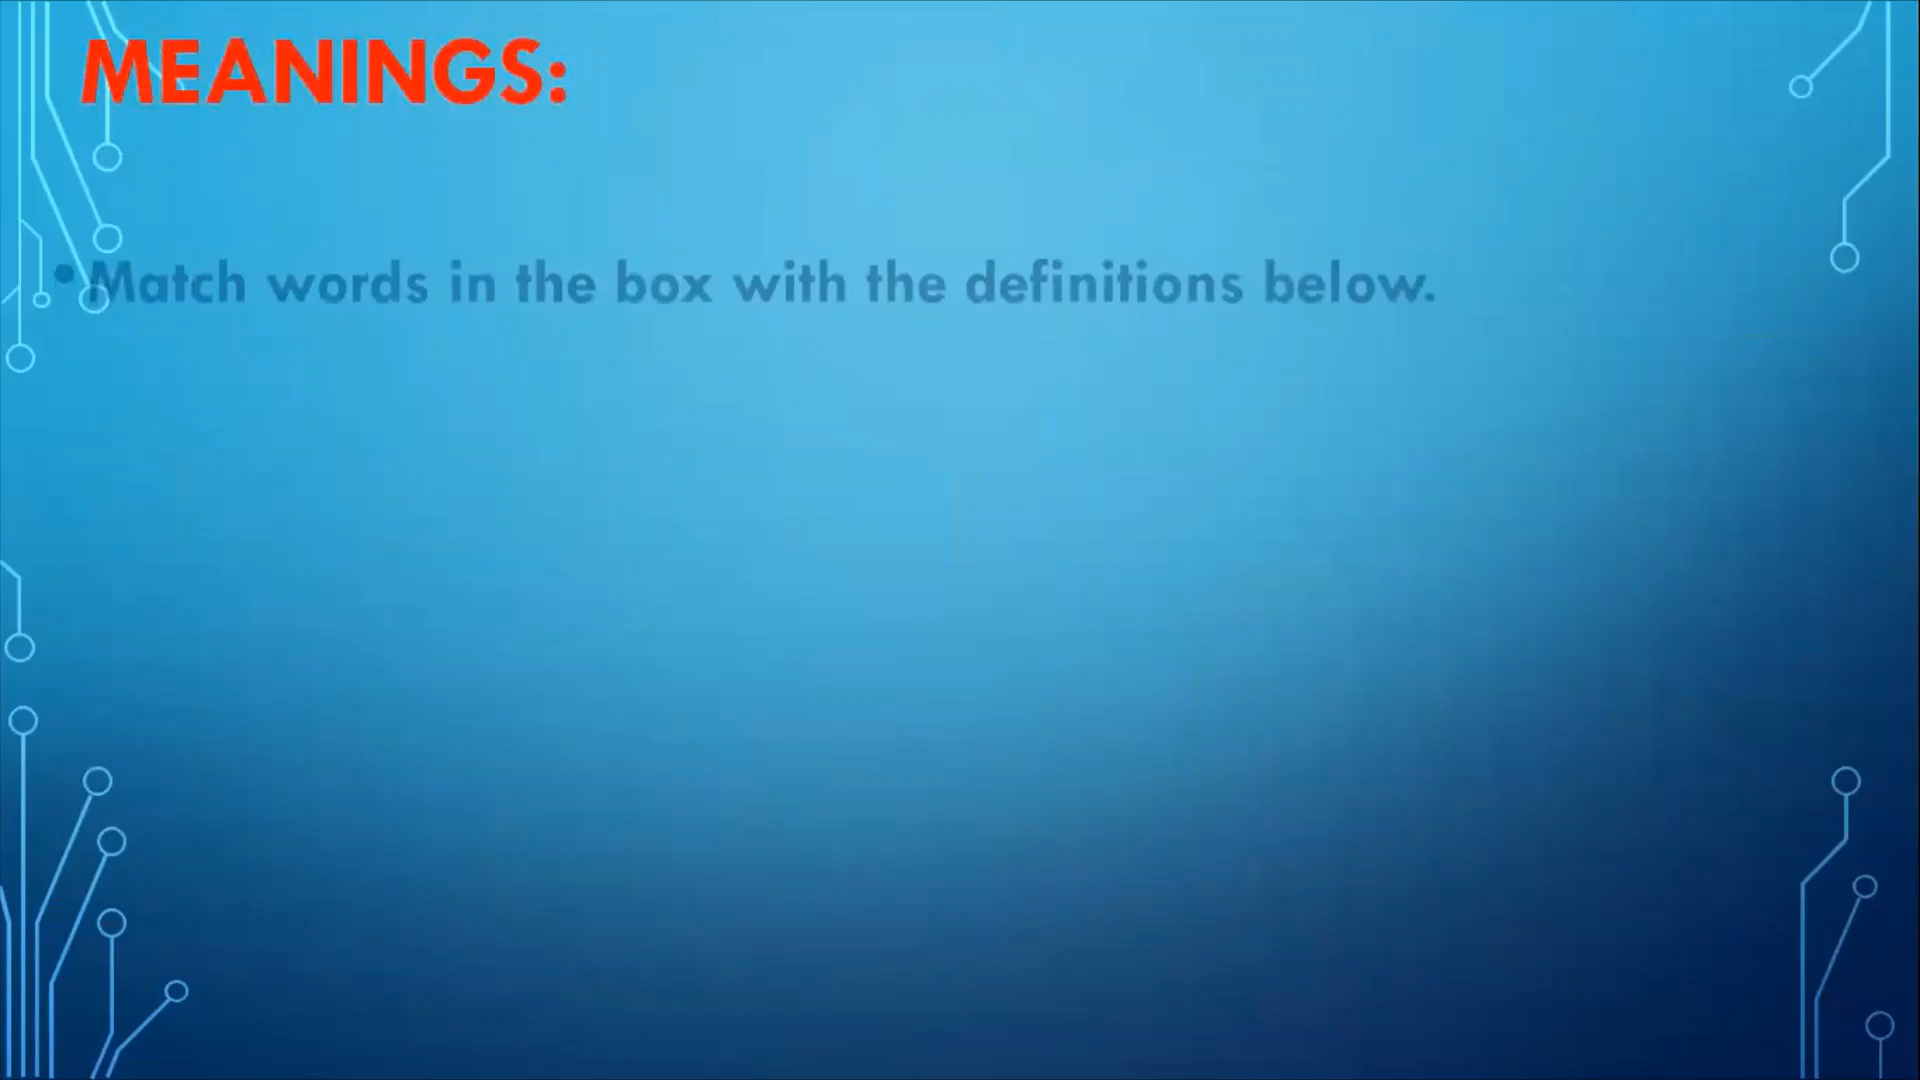 MEANINGS:
• Match words in the box with the definitions below.